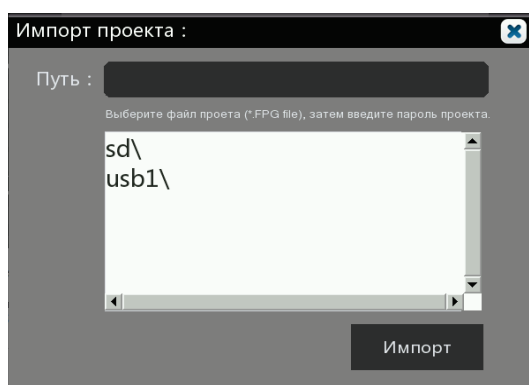 Импорт проекта :
Путь :
Выберите файл проета (*.FPG file), затем введите пароль проекта.
sd\
usb1\
Импорт